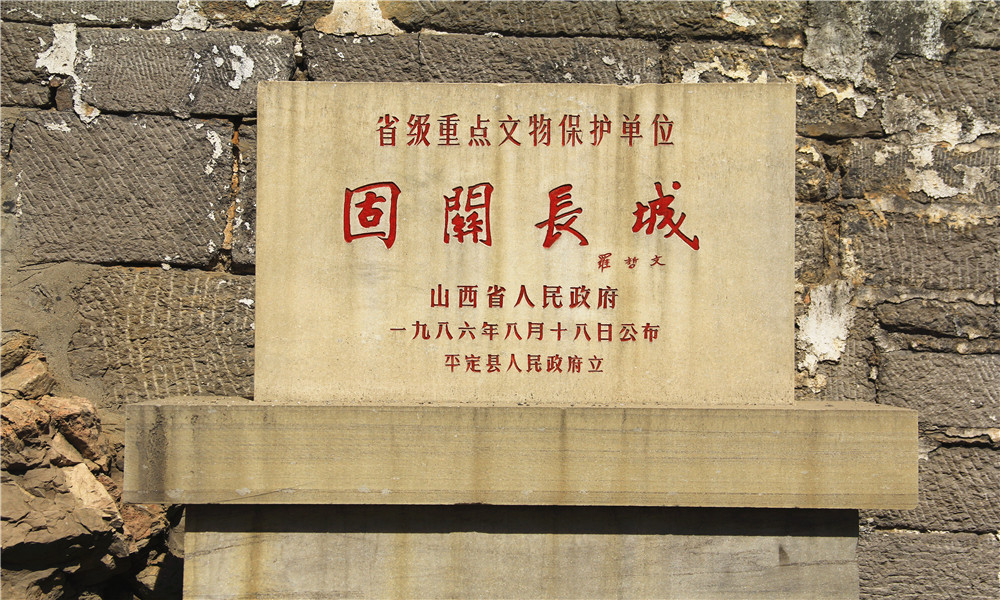 省级重点文物保护单位
固關長城
羅哲文
山西省人民政府
一九八六年八月十八日公布
平定县人民政府立